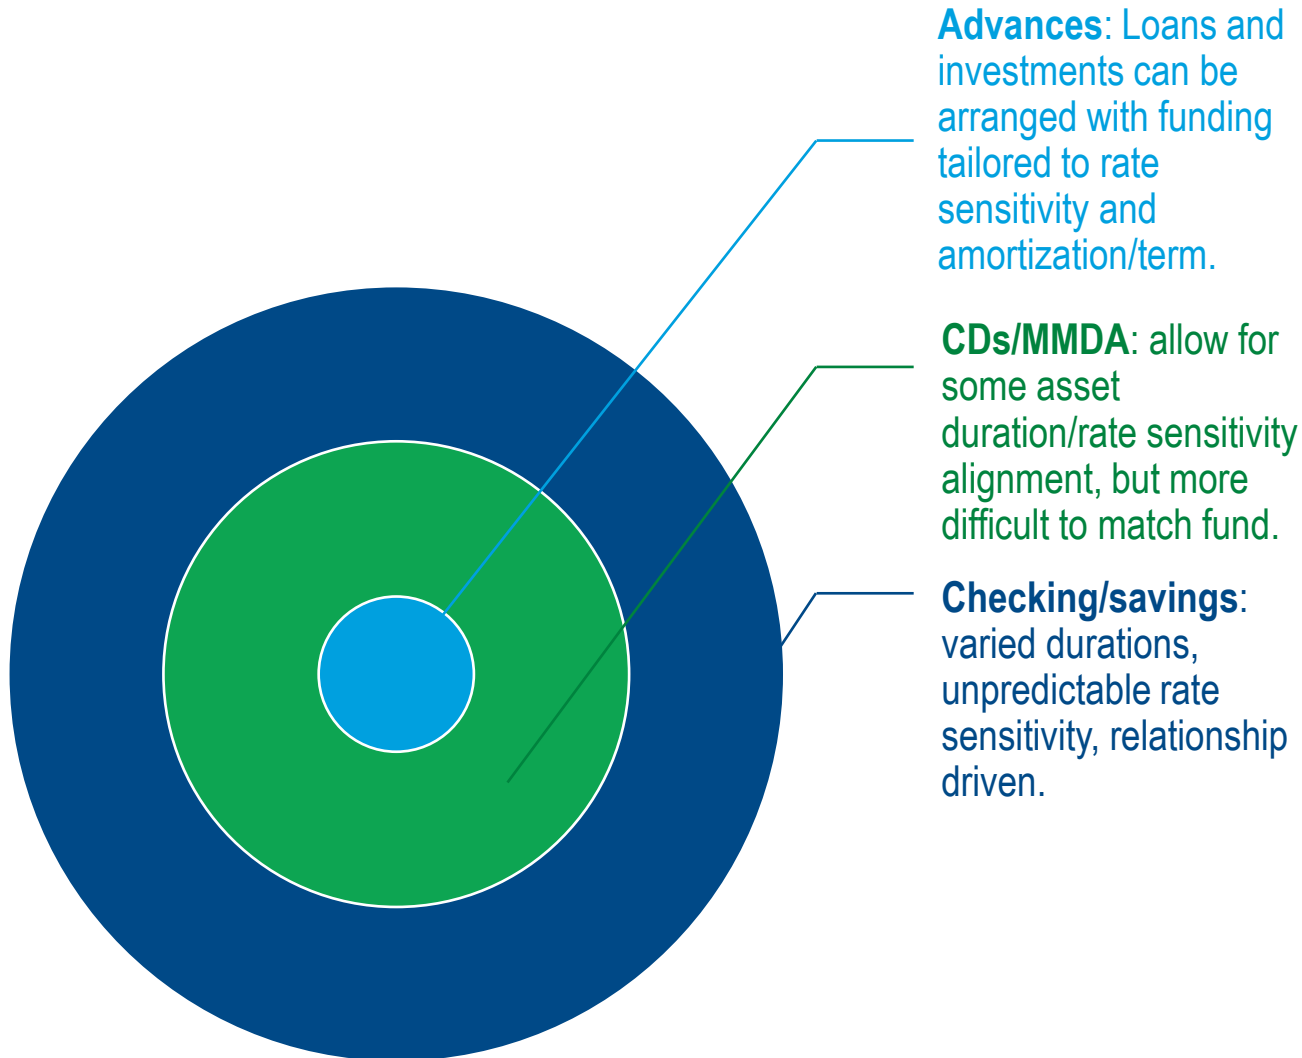 Advances: Loans and
investments can be
arranged with funding
tailored to rate
sensitivity and
amortization/term.
CDs/MMDA: allow for
some asset
duration/rate sensitivity
alignment, but more
difficult to match fund.
Checking/savings:
varied durations,
unpredictable rate
sensitivity, relationship
driven.